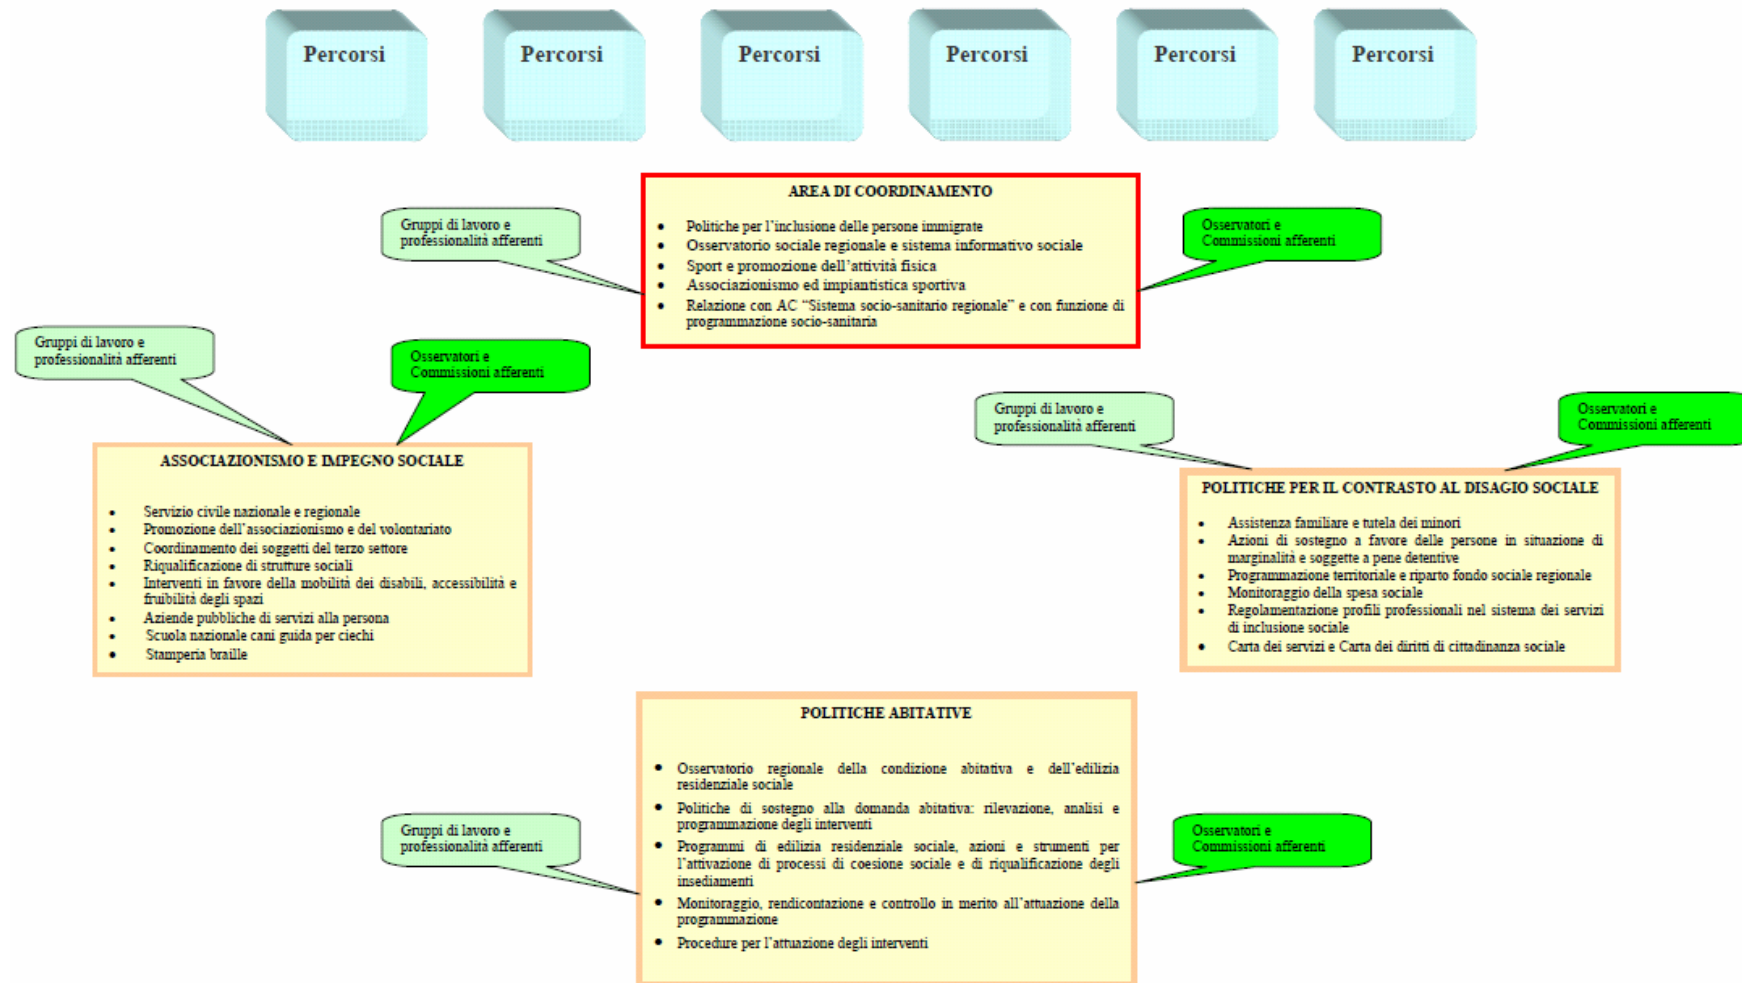 Percorsi
Percorsi
Percorsi
Percorsi
Percorsi
Percorsi
AREA DI COORDINAMENTO
• Politiche per l'inclusione delle persone immigrate
• Osservatorio sociale regionale e sistema informativo sociale
• Sport e promozione dell'attività fisica
• Associazionismo ed impiantistica sportiva
• Relazione con AC "Sistema socio-sanitario regionale" e con funzione di
programmazione socio-sanitaria
Gruppi di lavoro e
professionalità afferenti
Osservatori e
Commissioni afferenti
Gruppi di lavoro e
professionalità afferenti
Osservatori e
Commissioni afferenti
ASSOCIAZIONISMO E IMPEGNO SOCIALE
• Servizio civile nazionale e regionale
• Promozione dell'associazionismo e del volontariato
• Coordinamento dei soggetti del terzo settore
• Riqualificazione di strutture sociali
• Interventi in favore della mobilità dei disabili, accessibilità e
fruibilità degli spazi
• Aziende pubbliche di servizi alla persona
• Scuola nazionale cani guida per ciechi
• Stamperia braille
Gruppi di lavoro e
professionalità afferenti
Osservatori e
Commissioni afferenti
POLITICHE PER IL CONTRASTO AL DISAGIO SOCIALE
• Assistenza familiare e tutela dei minori
• Azioni di sostegno a favore delle persone in situazione di
marginalità e soggette a pene detentive
• Programmazione territoriale e riparto fondo sociale regionale
• Monitoraggio della spesa sociale
• Regolamentazione profili professionali nel sistema dei servizi
di inclusione sociale
• Carta dei servizi e Carta dei diritti di cittadinanza sociale
POLITICHE ABITATIVE
• Osservatorio regionale della condizione abitativa e dell'edilizia
residenziale sociale
• Politiche di sostegno alla domanda abitativa: rilevazione, analisi e
programmazione degli interventi
• Programmi di edilizia residenziale sociale, azioni e strumenti per
l'attivazione di processi di coesione sociale e di riqualificazione degli
insediamenti
• Monitoraggio, rendicontazione e controllo in merito all'attuazione della
programmazione
• Procedure per l'attuazione degli interventi
Gruppi di lavoro e
professionalità afferenti
Osservatori e
Commissioni afferenti